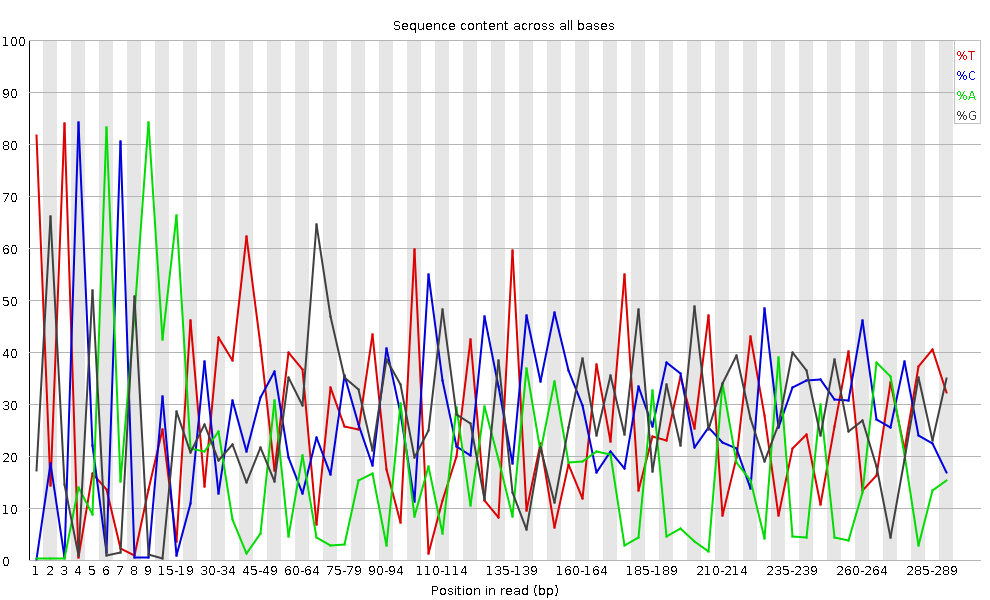 Sequence content across all bases
100
90
80
70
60
50
40
30
20
10
0
%T
%C
%A
%G
1 2 3 4 5 6 7 8 9 15-19 30-34 45-49 60-64 75-79 90-94 110-114 135-139 160-164 185-189 210-214 235-239 260-264 285-289
Position in read (bp)